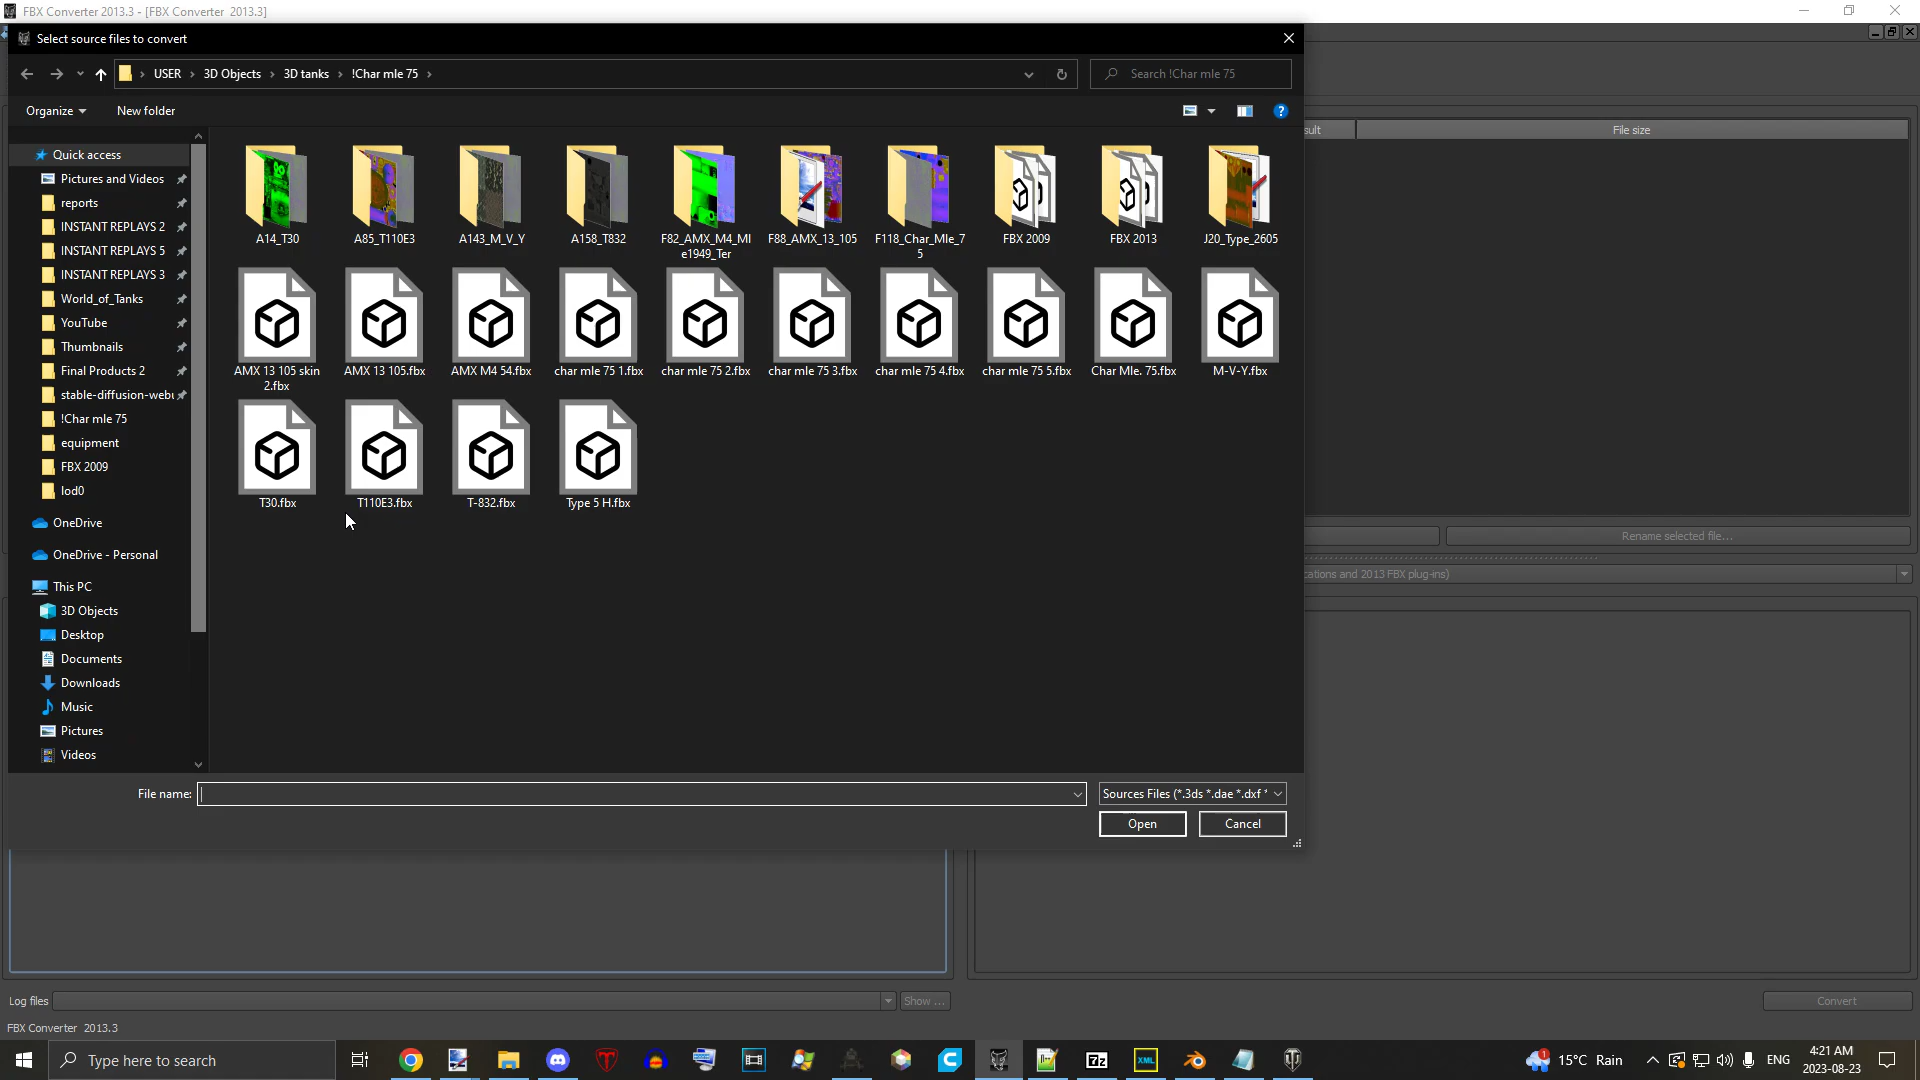 FBX Converter 2013.3 - [FBX Converter  2013.3]
Select source files to convert
USER
3D Objects
3D tanks
!Char mle 75
Search !Char mle 75
Organize
New folder
Quick access
Pictures and Videos
reports
INSTANT REPLAYS 2
INSTANT REPLAYS 5
INSTANT REPLAYS 3
World_of_Tanks
YouTube
Thumbnails
Final Products 2
stable-diffusion-webu
!Char mle 75
equipment
FBX 2009
lod0
OneDrive
OneDrive - Personal
This PC
3D Objects
Desktop
Documents
Downloads
Music
Pictures
Videos
A14_T30
A85_T110E3
A143_M_V_Y
A158_T832
F82_AMX_M4_Ml
e1949_Ter
F88_AMX_13_105
F118_Char_Mle_7
5
FBX 2009
FBX 2013
J20_Type_2605
AMX 13 105 skin
2.fbx
AMX 13 105.fbx
AMX M4 54.fbx
char mle 75 1.fbx
char mle 75 2.fbx
char mle 75 3.fbx
char mle 75 4.fbx
char mle 75 5.fbx
Char Mle. 75.fbx
M-V-Y.fbx
T30.fbx
T110E3.fbx
T-832.fbx
Type 5 H.fbx
File name:
Sources Files (*.3ds *.dae *.dxf *
Open
Cancel
sult
File size
Rename selected file...
cations and 2013 FBX plug-ins)
Log files
Show ...
Convert
FBX Converter  2013.3
Type here to search
7z
XML
1
15°C Rain
ENG
4:21 AM
2023-08-23